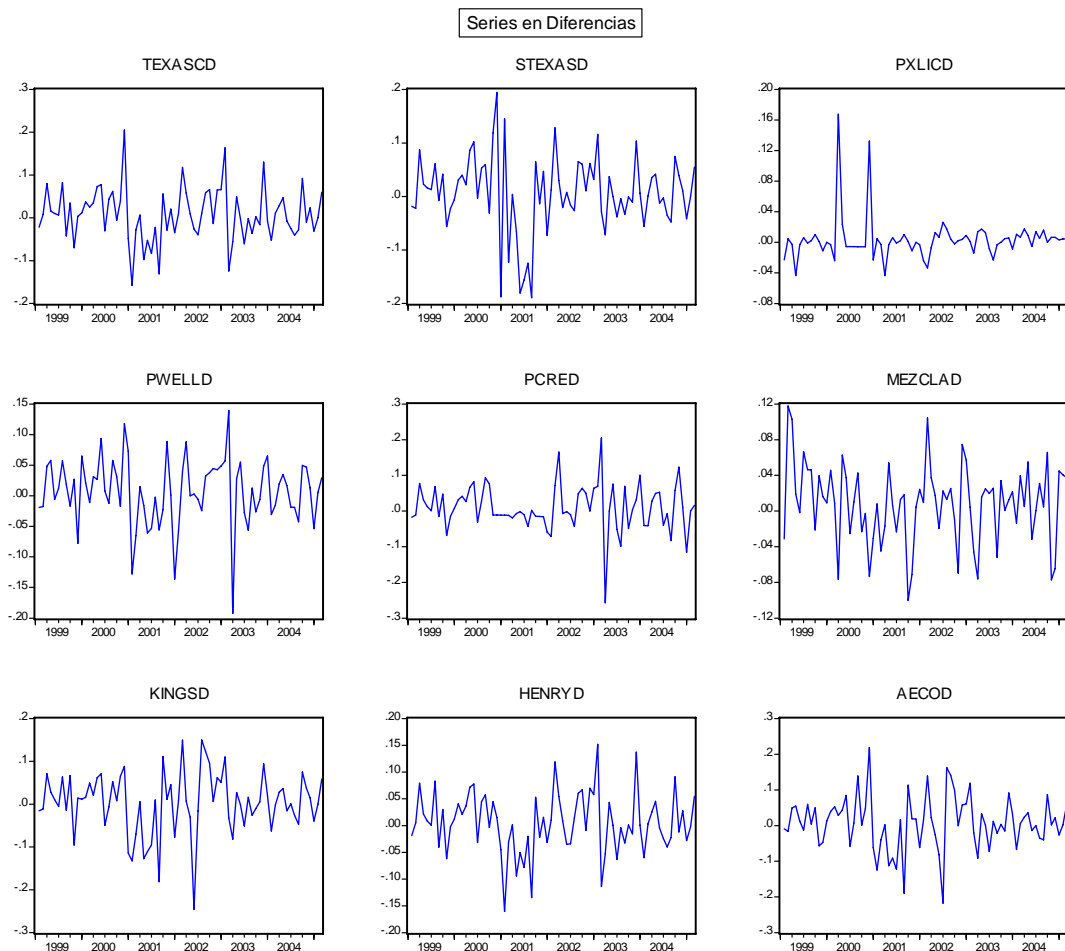 Series en Diferencias
TEXASCD STEXASD PXLICD
.3 .2 .1 .0 -.1 -.2
1999 2000 2001 2002 2003 2004
.2 .1 .0 -.1 -.2
1999 2000 2001 2002 2003 2004
.20 .16 .12 .08 .04 .00 -.04 -.08
1999 2000 2001 2002 2003 2004
PWELLD PCRED MEZCLAD
.15 .10 .05 .00 -.05 -.10 -.15 -.20
1999 2000 2001 2002 2003 2004
.3 .2 .1 .0 -.1 -.2 -.3
1999 2000 2001 2002 2003 2004
.12 .08 .04 .00 -.04 -.08 -.12
1999 2000 2001 2002 2003 2004
KINGSD HENRYD AECOD
.2 .1 .0 -.1 -.2 -.3
1999 2000 2001 2002 2003 2004
.20 .15 .10 .05 .00 -.05 -.10 -.15 -.20
1999 2000 2001 2002 2003 2004
.3 .2 .1 .0 -.1 -.2 -.3
1999 2000 2001 2002 2003 2004